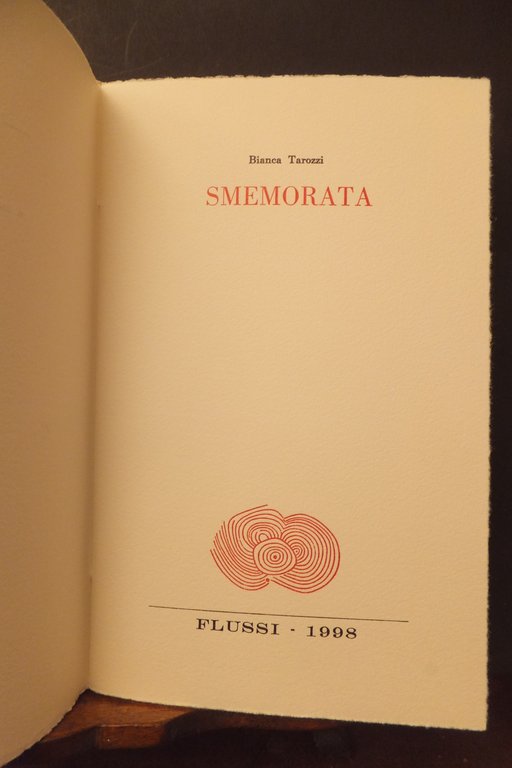 Bianca Tarozzi
SMEMORATA
FLUSSI - 1998